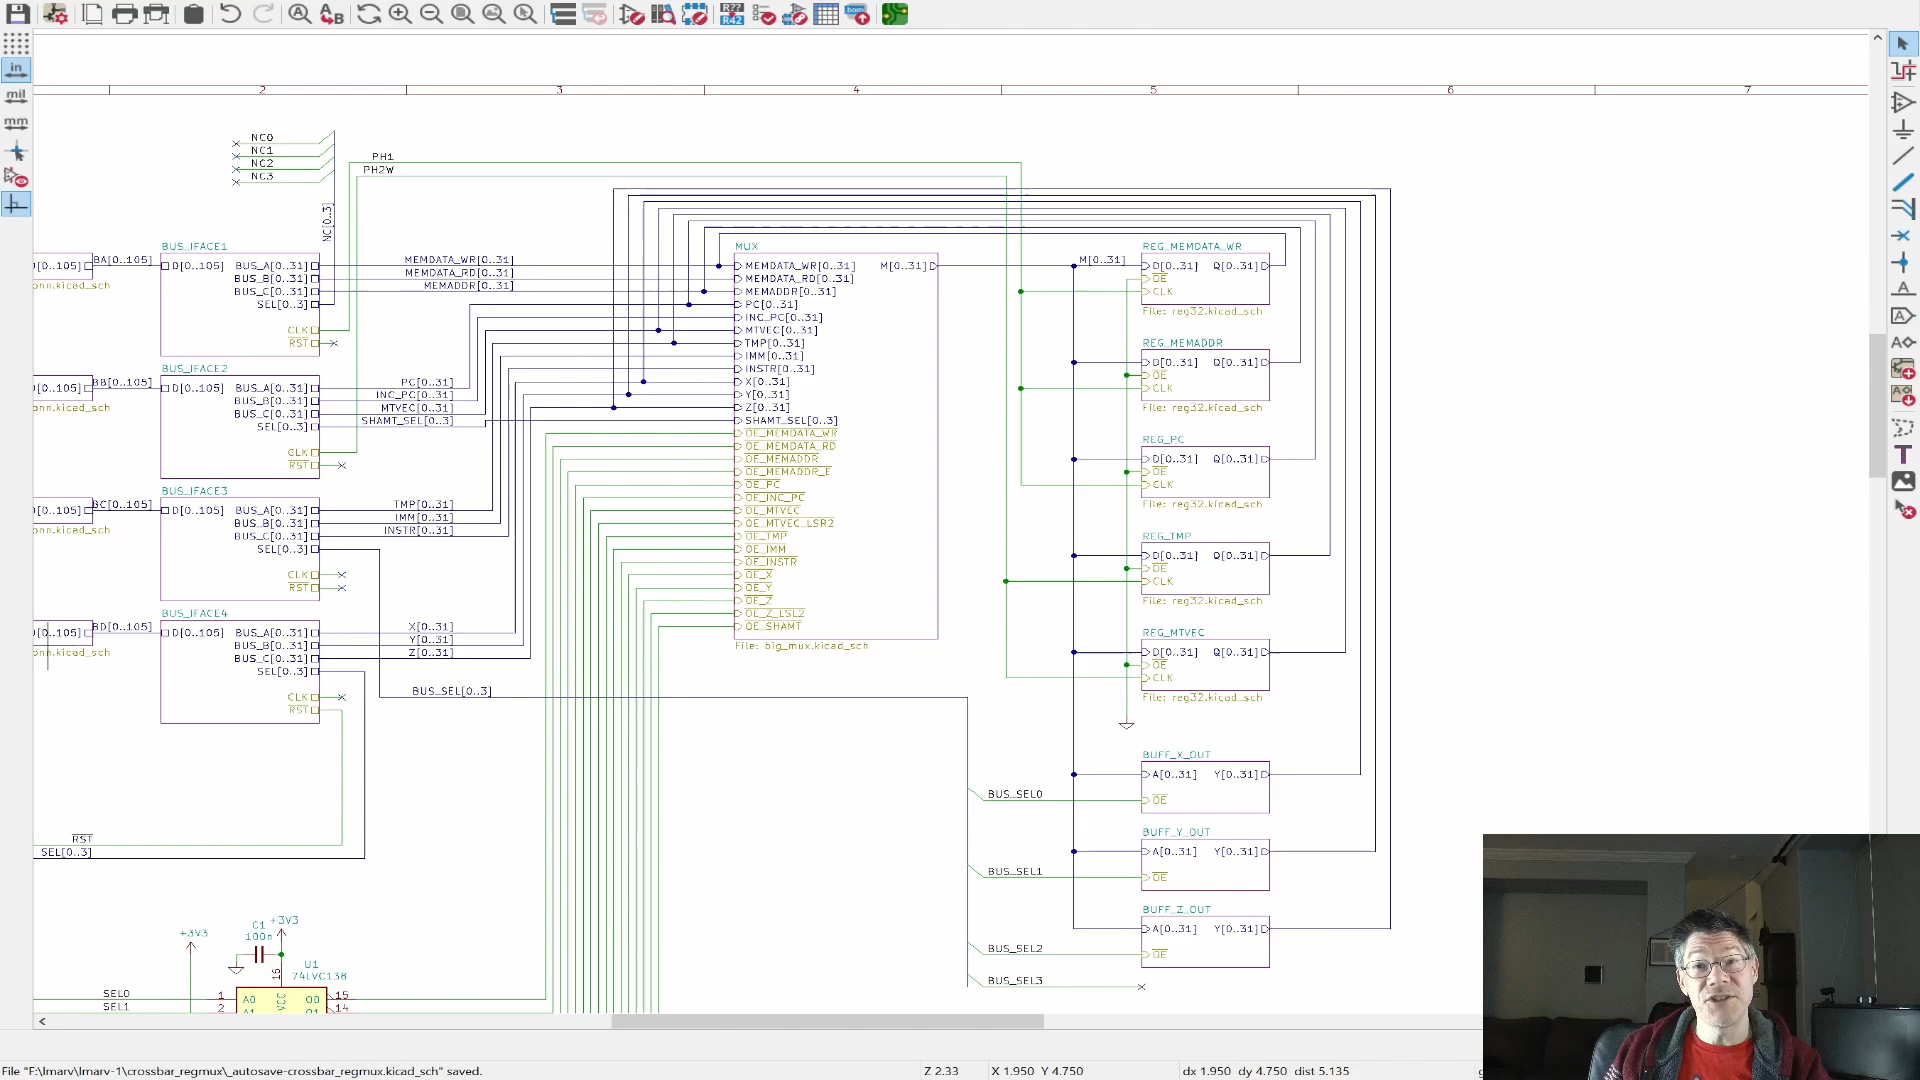 in
mil
mm
R??
R42
bom
2
3
4
5
6
7
NC0
NC1
NC2
NC3
NC[0..3]
PH1
PH2W
BUS_IFACE1
BA[0..105]
D[0..105]
BUS_A[0..31]
BUS_B[0..31]
BUS_C[0..31]
SEL[0..3]
CLK
RST
MEMDATA_WR[0..31]
MEMDATA_RD[0..31]
MEMADDR[0..31]
BUS_IFACE2
BB[0..105]
D[0..105]
BUS_A[0..31]
BUS_B[0..31]
BUS_C[0..31]
SEL[0..3]
CLK
RST
PC[0..31]
INC_PC[0..31]
MTVEC[0..31]
SHAMT_SEL[0..3]
BUS_IFACE3
BC[0..105]
D[0..105]
BUS_A[0..31]
BUS_B[0..31]
BUS_C[0..31]
SEL[0..3]
CLK
RST
TMP[0..31]
IMM[0..31]
INSTR[0..31]
BUS_IFACE4
BD[0..105]
D[0..105]
BUS_A[0..31]
BUS_B[0..31]
BUS_C[0..31]
SEL[0..3]
CLK
RST
X[0..31]
Y[0..31]
Z[0..31]
BUS_SEL[0..3]
RST
SEL[0..3]
MUX
MEMDATA_WR[0..31] M[0..31]
MEMDATA_RD[0..31]
MEMADDR[0..31]
PC[0..31]
INC_PC[0..31]
MTVEC[0..31]
TMP[0..31]
IMM[0..31]
INSTR[0..31]
X[0..31]
Y[0..31]
Z[0..31]
SHAMT_SEL[0..3]
OE_MEMDATA_WR
OE_MEMDATA_RD
OE_MEMADDR
OE_MEMADDR_E
OE_PC
OE_INC_PC
OE_MTVEC
OE_MTVEC_LSR2
OE_TMP
OE_IMM
OE_INSTR
OE_X
OE_Y
OE_Z
OE_Z_LSL2
OE_SHAMT
File: big_mux.kicad_sch
M[0..31]
REG_MEMDATA_WR
D[0..31] Q[0..31]
OE
CLK
File: reg32.kicad_sch
REG_MEMADDR
D[0..31] Q[0..31]
OE
CLK
File: reg32.kicad_sch
REG_PC
D[0..31] Q[0..31]
OE
CLK
File: reg32.kicad_sch
REG_TMP
D[0..31] Q[0..31]
OE
CLK
File: reg32.kicad_sch
REG_MTVEC
D[0..31] Q[0..31]
OE
CLK
File: reg32.kicad_sch
BUFF_X_OUT
A[0..31] Y[0..31]
OE
BUS_SEL0
BUFF_Y_OUT
A[0..31] Y[0..31]
OE
BUS_SEL1
BUFF_Z_OUT
A[0..31] Y[0..31]
OE
BUS_SEL2
BUS_SEL3
+3V3
C1
100n
+3V3
16
VCC
U1
74LVC138
SEL0 1 A0 O0 15
SEL1 2 14
File "F:\lmarv\lmarv-1\crossbar_regmux\_autosave-crossbar_regmux.kicad_sch" saved.
Z 2.33
X 1.950 Y 4.750
dx 1.950 dy 4.750 dist 5.135